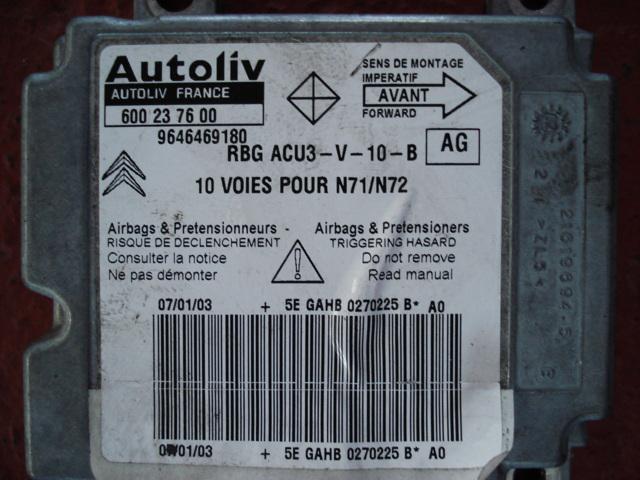 Autoliv
AUTOLIV FRANCE
600 23 76 00
9646469180
SENS DE MONTAGE
IMPERATIF
AVANT
FORWARD
RBG ACU3-V-10-B
AG
10 VOIES POUR N71/N72
Airbags & Pretensionneurs -
RISQUE DE DECLENCHEMENT
Consulter la notice
Ne pas démonter
Airbags & Pretensioners
TRIGGERING HASARD
Do not remove
Read manual
07/01/03 + 5E GAHB 0270225 B* A0
07/01/03 + 5E GAHB 0270225 B* A0